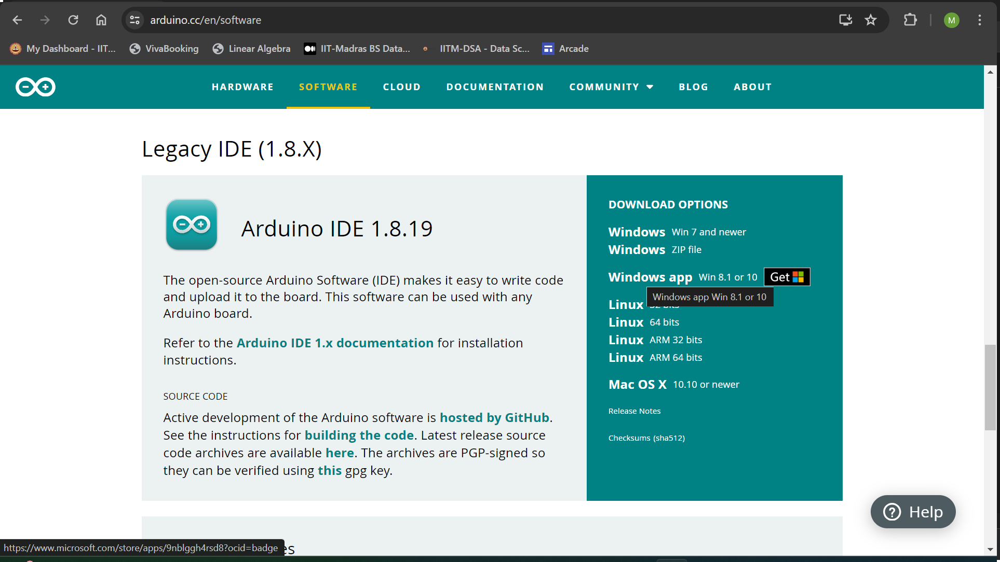 arduino.cc/en/software
M
My Dashboard - IIT...
VivaBooking
Linear Algebra
IIT-Madras BS Data...
IITM-DSA - Data Sc...
Arcade
HARDWARE
SOFTWARE
CLOUD
DOCUMENTATION
COMMUNITY
BLOG
ABOUT
Legacy IDE (1.8.X)
Arduino IDE 1.8.19
The open-source Arduino Software (IDE) makes it easy to write code
and upload it to the board. This software can be used with any
Arduino board.
Refer to the Arduino IDE 1.x documentation for installation
instructions.
SOURCE CODE
Active development of the Arduino software is hosted by GitHub.
See the instructions for building the code. Latest release source
code archives are available here. The archives are PGP-signed so
they can be verified using this gpg key.
DOWNLOAD OPTIONS
Windows Win 7 and newer
Windows ZIP file
Windows app Win 8.1 or 10 Get
Windows app Win 8.1 or 10
Linux 32 bits
Linux 64 bits
Linux ARM 32 bits
Linux ARM 64 bits
Mac OS X 10.10 or newer
Release Notes
Checksums (sha512)
Help
https://www.microsoft.com/store/apps/9nblggh4rsd8?ocid=badge